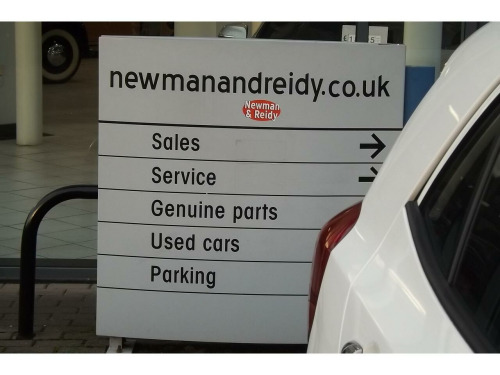 newmanandreidy.co.uk
Newman
& Reidy
Sales
Service
Genuine parts
Used cars
Parking